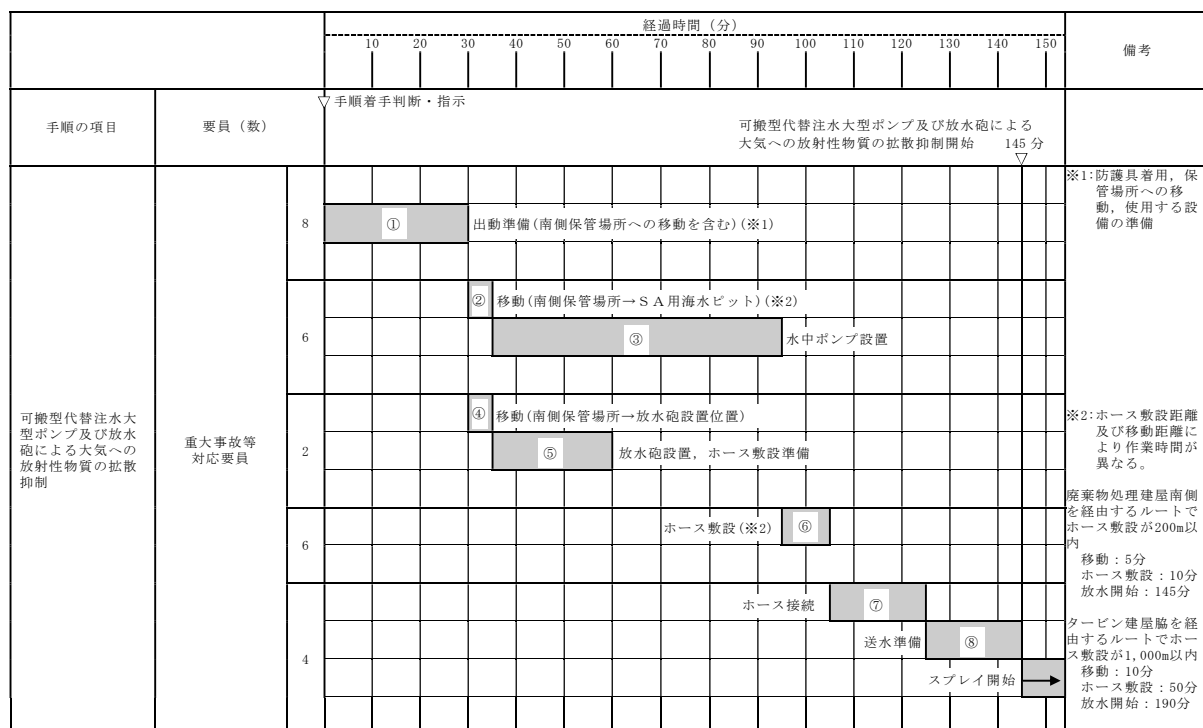 経過時間（分）
10 20 30 40 50 60 70 80 90 100 110 120 130 140 150
備考
手順の項目
要員（数）
▽手順着手判断・指示
可搬型代替注水大型ポンプ及び放水砲による
大気への放射性物質の拡散抑制開始 145 分
▽
可搬型代替注水大
型ポンプ及び放水
砲による大気への
放射性物質の拡散
抑制
重大事故等
対応要員
8
① 出動準備(南側保管場所への移動を含む)(※1)
6
② 移動(南側保管場所→ＳＡ用海水ピット)(※2)
③ 水中ポンプ設置
2
④ 移動(南側保管場所→放水砲設置位置)
⑤ 放水砲設置，ホース敷設準備
6
ホース敷設(※2) ⑥
4
ホース接続 ⑦
送水準備 ⑧
スプレイ開始 →
※1:防護具着用，保
管場所への移
動，使用する設
備の準備
※2:ホース敷設距離
及び移動距離に
より作業時間が
異なる。
廃棄物処理建屋南側
を経由するルートで
ホース敷設が200m以
内
移動：5分
ホース敷設：10分
放水開始：145分
タービン建屋脇を経
由するルートでホー
ス敷設が1,000m以内
移動：10分
ホース敷設：50分
放水開始：190分